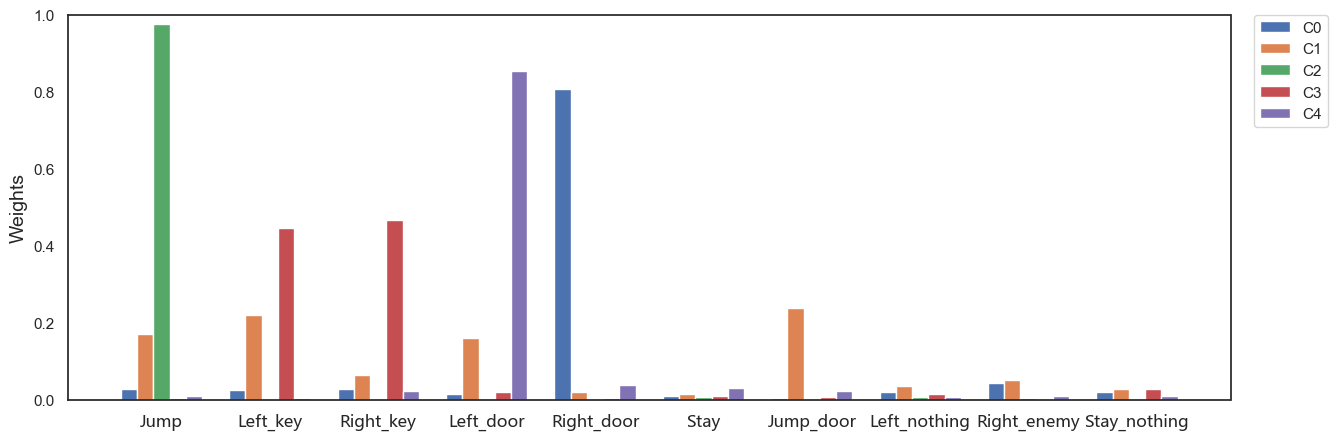 Weights
1.0
0.8
0.6
0.4
0.2
0.0
Jump Left_key Right_key Left_door Right_door Stay Jump_door Left_nothing Right_enemy Stay_nothing
C0
C1
C2
C3
C4